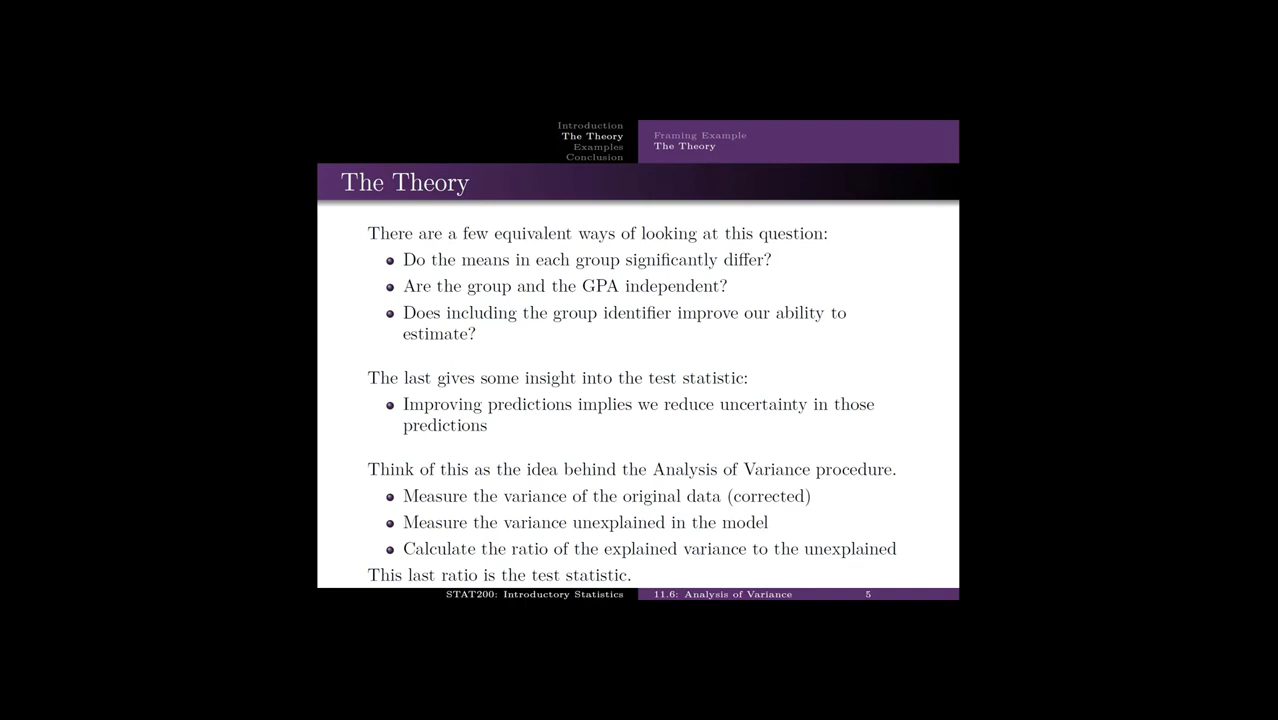 Introduction
The Theory
Examples
Conclusion
Framing Example
The Theory
The Theory
There are a few equivalent ways of looking at this question:
Do the means in each group significantly differ?
Are the group and the GPA independent?
Does including the group identifier improve our ability to
estimate?
The last gives some insight into the test statistic:
Improving predictions implies we reduce uncertainty in those
predictions
Think of this as the idea behind the Analysis of Variance procedure.
Measure the variance of the original data (corrected)
Measure the variance unexplained in the model
Calculate the ratio of the explained variance to the unexplained
This last ratio is the test statistic.
STAT200: Introductory Statistics
11.6: Analysis of Variance
5